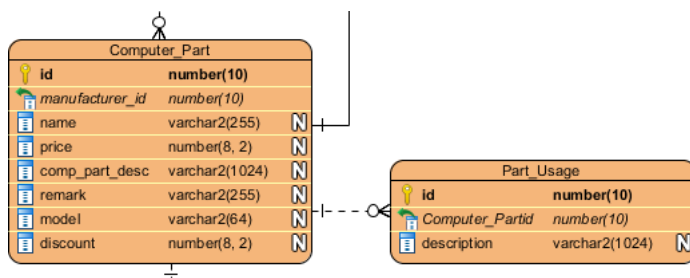 Computer_Part
id number(10)
manufacturer_id number(10)
name varchar2(255) N
price number(8, 2) N
comp_part_desc varchar2(1024) N
remark varchar2(255) N
model varchar2(64) N
discount number(8, 2) N
Part_Usage
id number(10)
Computer_Partid number(10)
description varchar2(1024) N